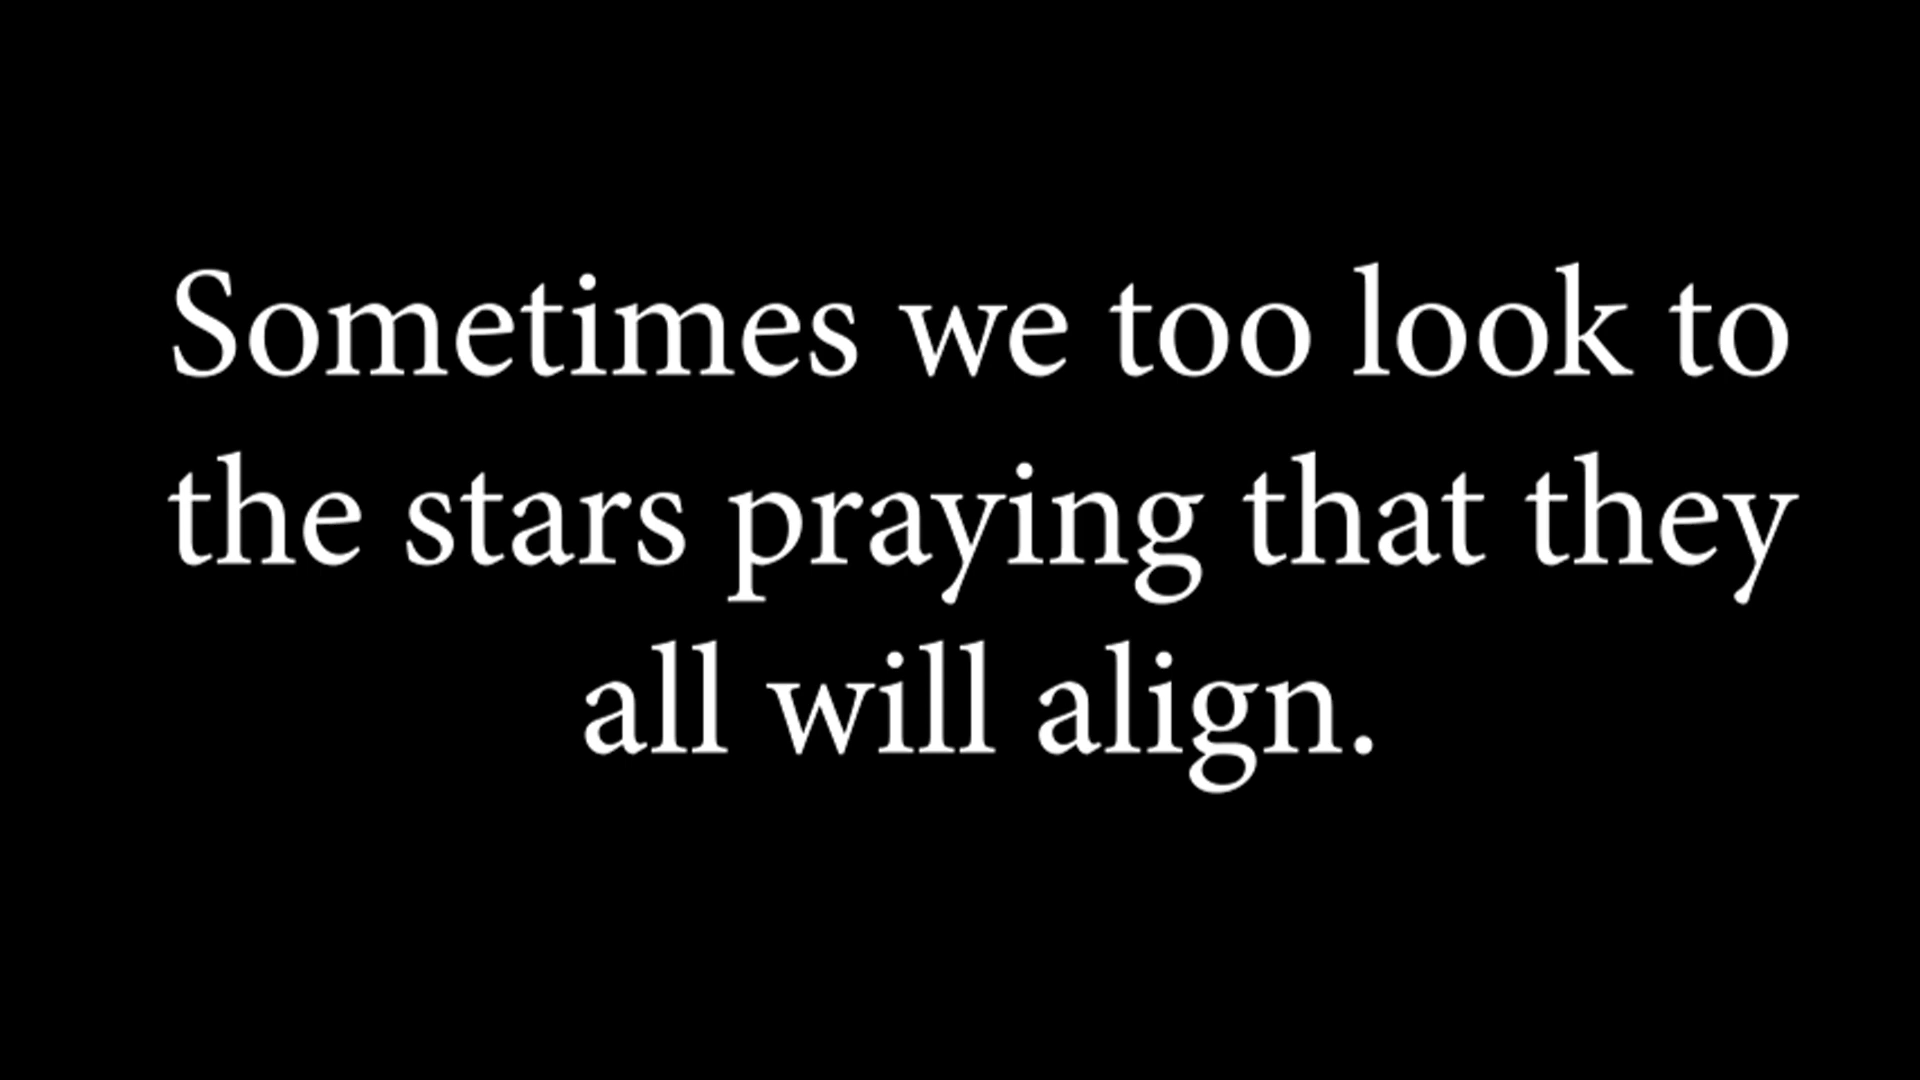 Sometimes we too look to
the stars praying that they
all will align.